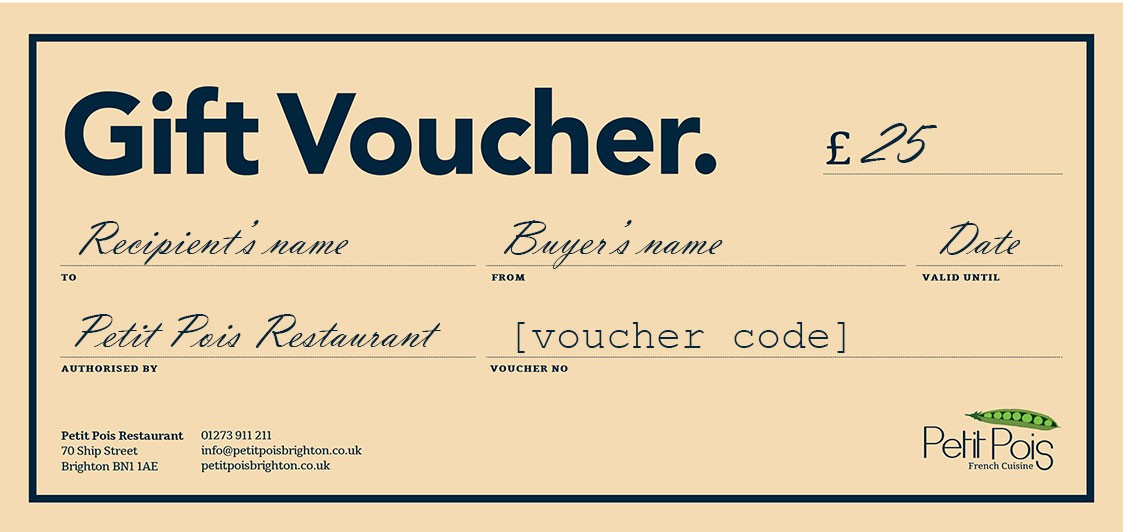 Gift Voucher.
£ 25
Recipient's name
TO
Buyer's name
FROM
Date
VALID UNTIL
Petit Pois Restaurant
AUTHORISED BY
[voucher code]
VOUCHER NO
Petit Pois Restaurant
70 Ship Street
Brighton BN1 1AE
01273 911 211
info@petitpoisbrighton.co.uk
petitpoisbrighton.co.uk
Petit Pois
French Cuisine